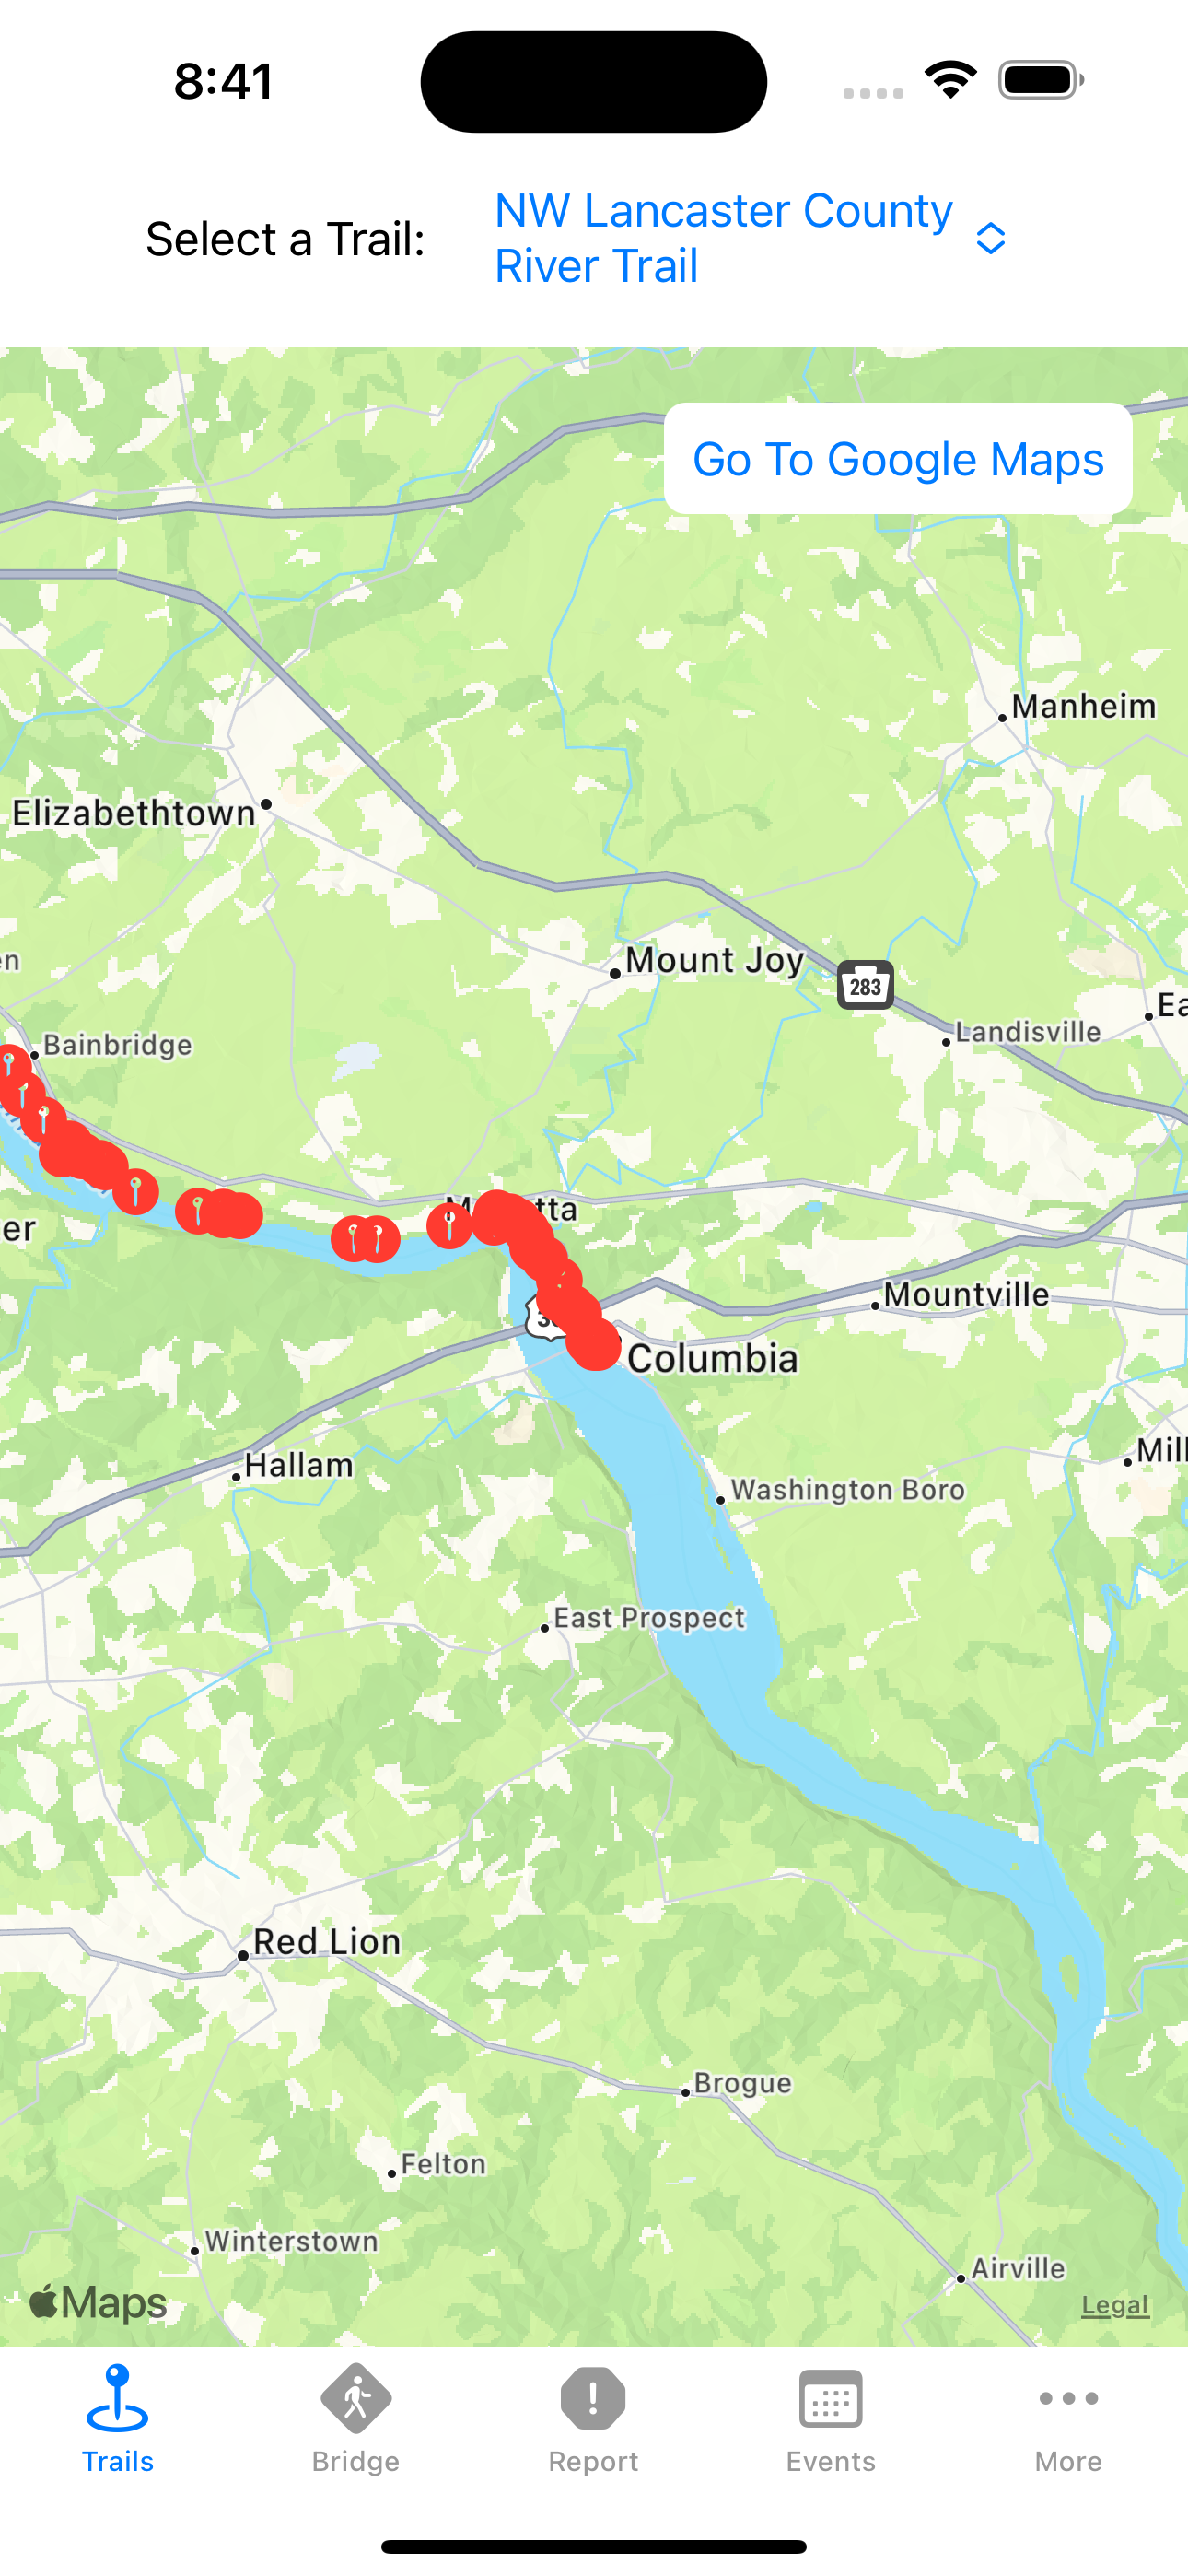 8:41
Select a Trail:
NW Lancaster County
River Trail
Go To Google Maps
Manheim
Elizabethtown
Mount Joy
283
Landisville
Bainbridge
Mountville
Columbia
Hallam
Washington Boro
East Prospect
Red Lion
Brogue
Felton
Winterstown
Airville
Maps
Legal
Trails
Bridge
Report
Events
More